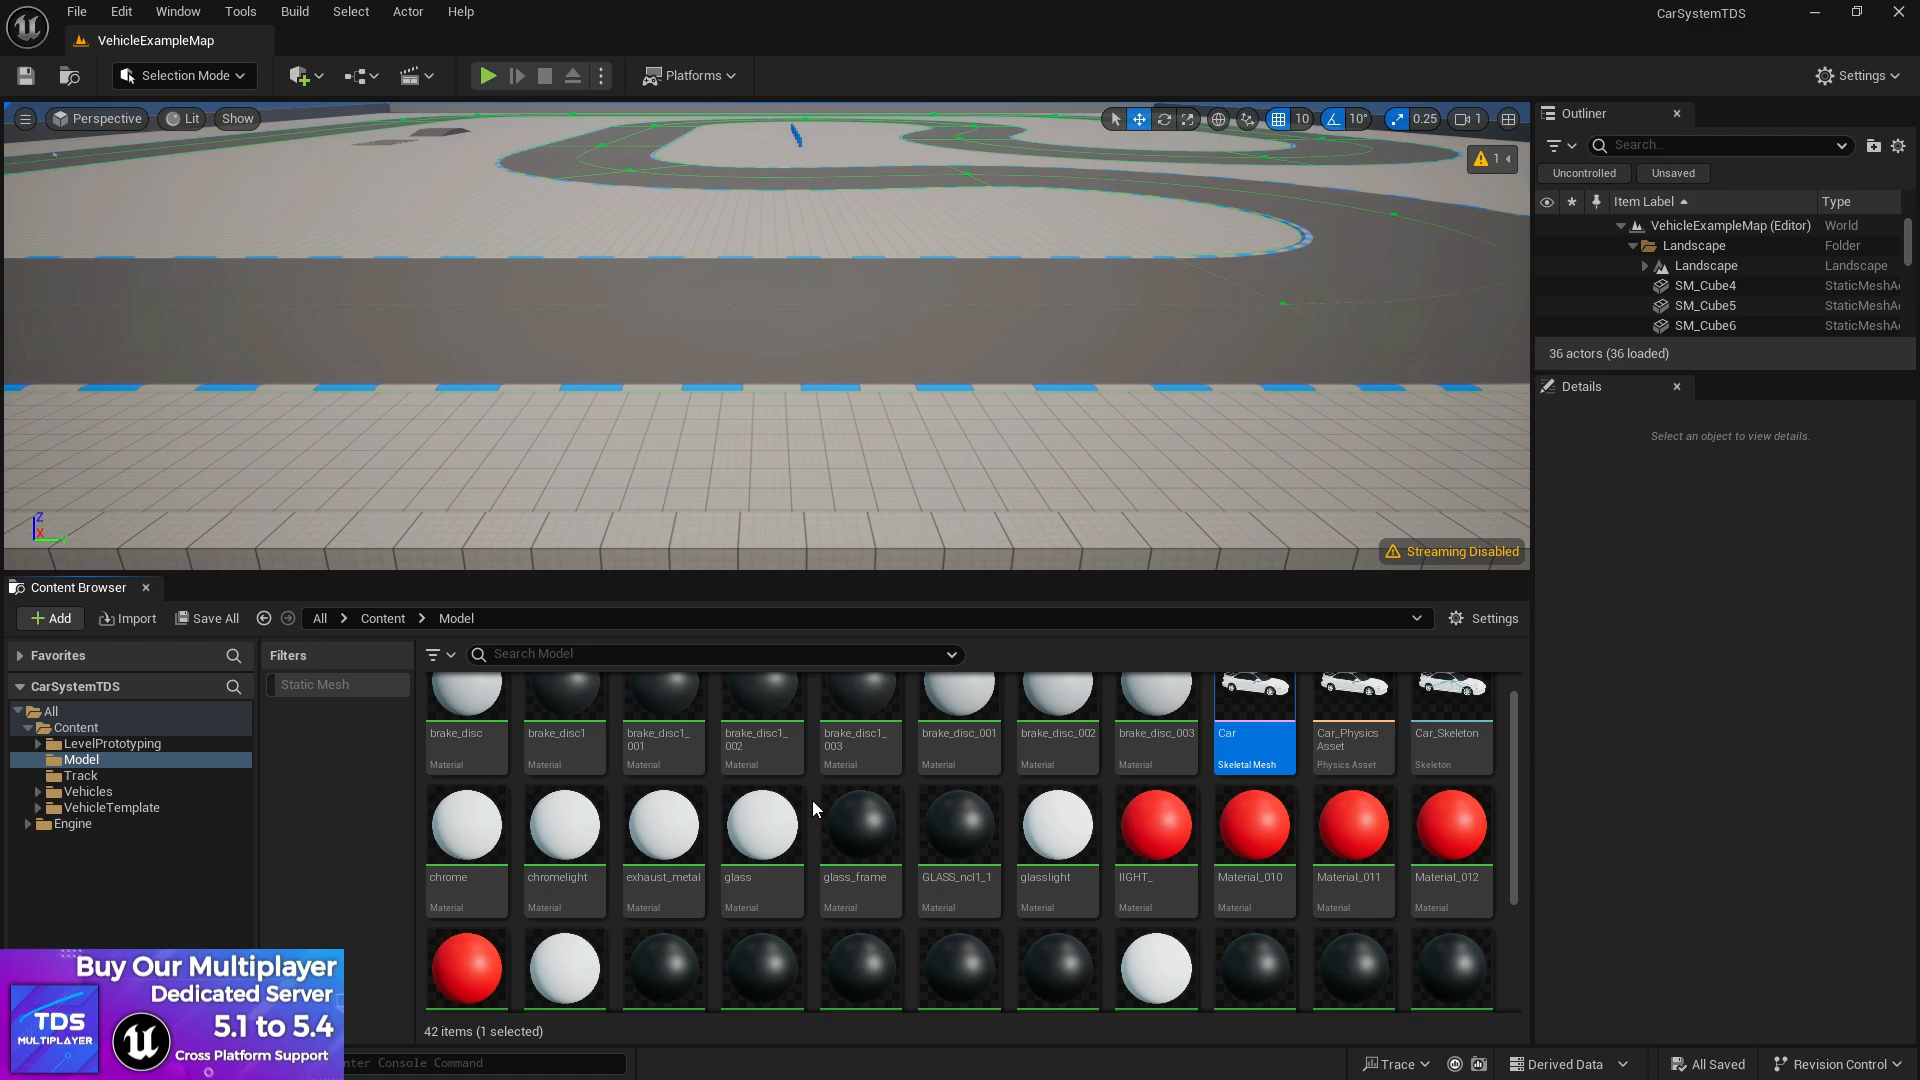 File Edit Window Tools Build Select Actor Help
CarSystemTDS
VehicleExampleMap
Selection Mode
Platforms
Settings
Perspective Lit Show
10 10° 0.25 1
1
Streaming Disabled
Z
X
Y
Outliner
Search...
Uncontrolled Unsaved
Item Label Type
VehicleExampleMap (Editor) World
Landscape Folder
Landscape Landscape
SM_Cube4 StaticMeshA
SM_Cube5 StaticMeshA
SM_Cube6 StaticMeshA
36 actors (36 loaded)
Details
Select an object to view details.
Content Browser
Add Import Save All All Content Model Settings
Favorites
CarSystemTDS
All
Content
LevelPrototyping
Model
Track
Vehicles
VehicleTemplate
Engine
Filters
Static Mesh
Search Model
brake_disc
Material
brake_disc1
Material
brake_disc1_
001
Material
brake_disc1_
002
Material
brake_disc1_
003
Material
brake_disc_001
Material
brake_disc_002
Material
brake_disc_003
Material
Car
Skeletal Mesh
Car_Physics
Asset
Physics Asset
Car_Skeleton
Skeleton
chrome
Material
chromelight
Material
exhaust_metal
Material
glass
Material
glass_frame
Material
GLASS_ncl1_1
Material
glasslight
Material
lIGHT_
Material
Material_010
Material
Material_011
Material
Material_012
Material
42 items (1 selected)
Buy Our Multiplayer
Dedicated Server
5.1 to 5.4
Cross Platform Support
TDS
MULTIPLAYER
nter Console Command
Trace
Derived Data
All Saved
Revision Control